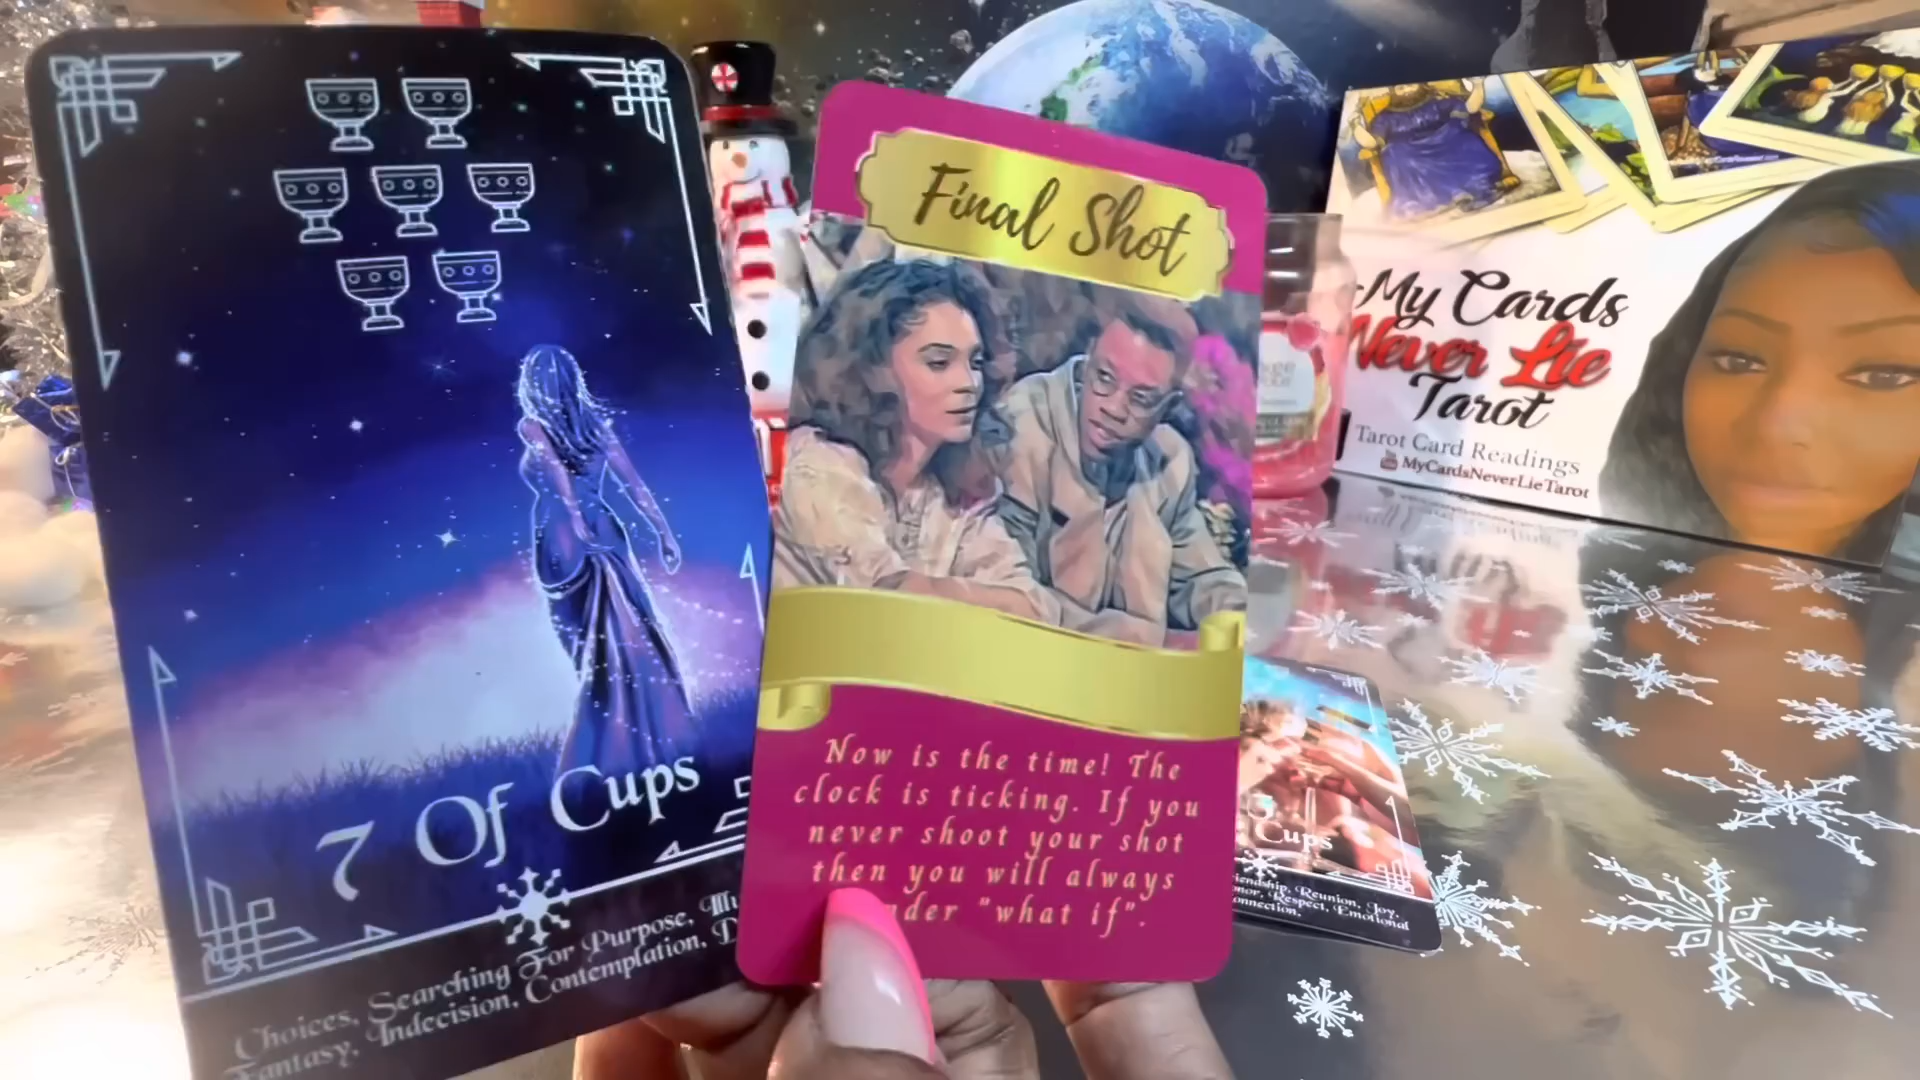 7 Of Cups
Choices, Searching For Purpose,
Fantasy, Indecision, Contemplation,
Final Shot
Now is the time! The
clock is ticking. If you
never shoot your shot
then you will always
"what if".
My Cards
Never Lie
Tarot
Tarot Card Readings
MyCardsNeverLieTarot
Cups
Reunion, Joy,
Respect, Emotional